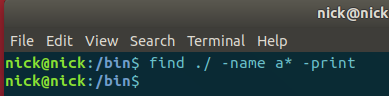 nick@nick
File Edit View Search Terminal Help
nick@nick:/bin$ find ./ -name a* -print
nick@nick:/bin$